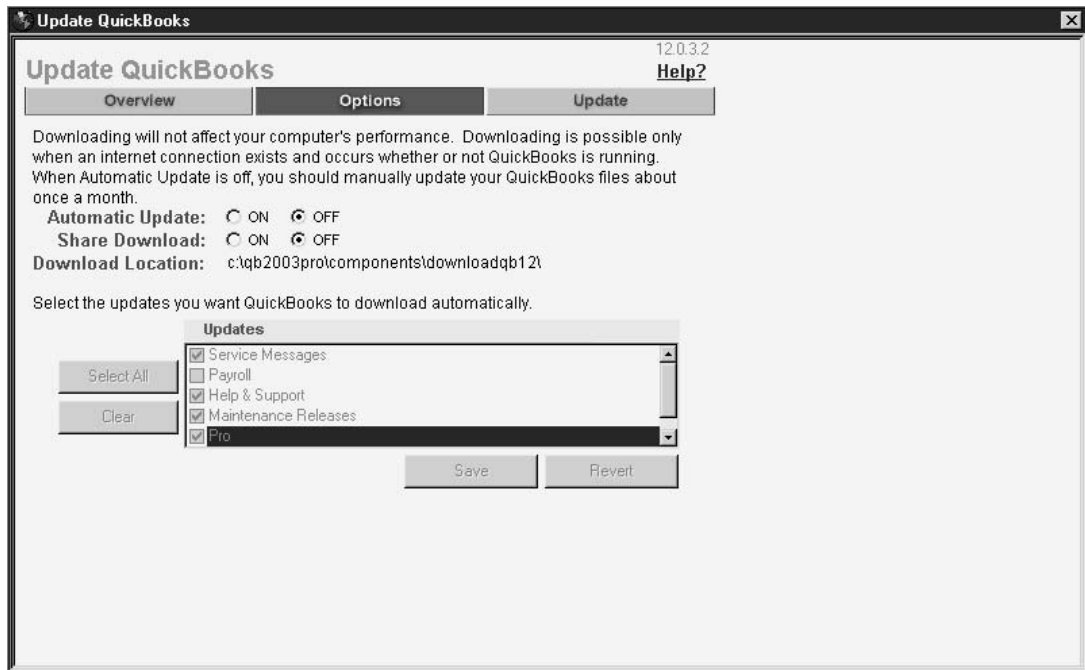 Update QuickBooks
12.0.3.2
Update QuickBooks
Help?
Overview
Options
Update
Downloading will not affect your computer's performance. Downloading is possible only
when an internet connection exists and occurs whether or not QuickBooks is running.
When Automatic Update is off, you should manually update your QuickBooks files about
once a month.
Automatic Update: ON OFF
Share Download: ON OFF
Download Location: c:\qb2003pro\components\downloadqb12\
Select the updates you want QuickBooks to download automatically.
Updates
Service Messages
Select All
Payroll
Help & Support
Clear
Maintenance Releases
Pro
Save
Revert